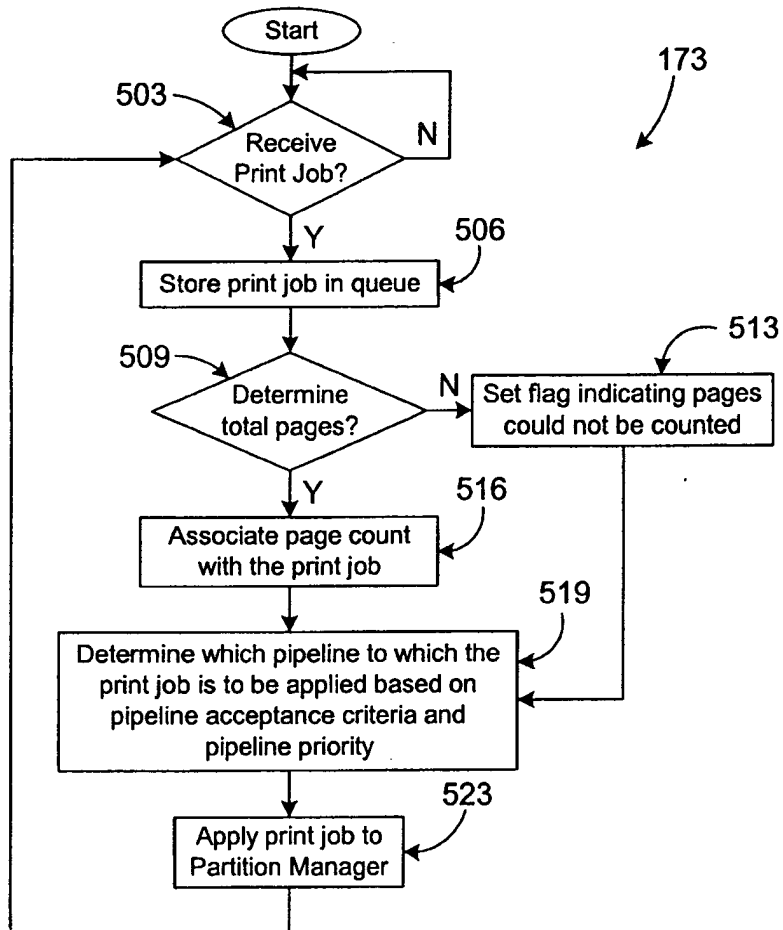 Start
173
503
Receive
Print Job?
N
Y
506
Store print job in queue
509
513
Determine
total pages?
N
Set flag indicating pages
could not be counted
Y
516
Associate page count
with the print job
519
Determine which pipeline to which the
print job is to be applied based on
pipeline acceptance criteria and
pipeline priority
523
Apply print job to
Partition Manager